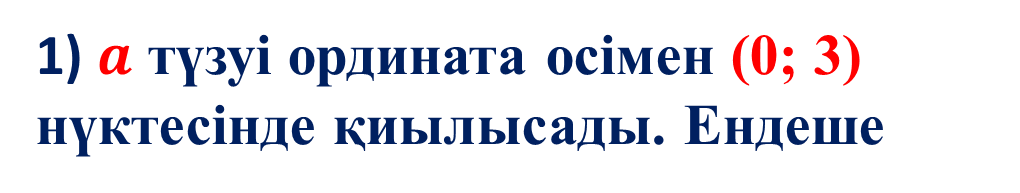 1) a түзуі ордината осімен (0; 3)
нүктесінде қиылысады. Ендеше